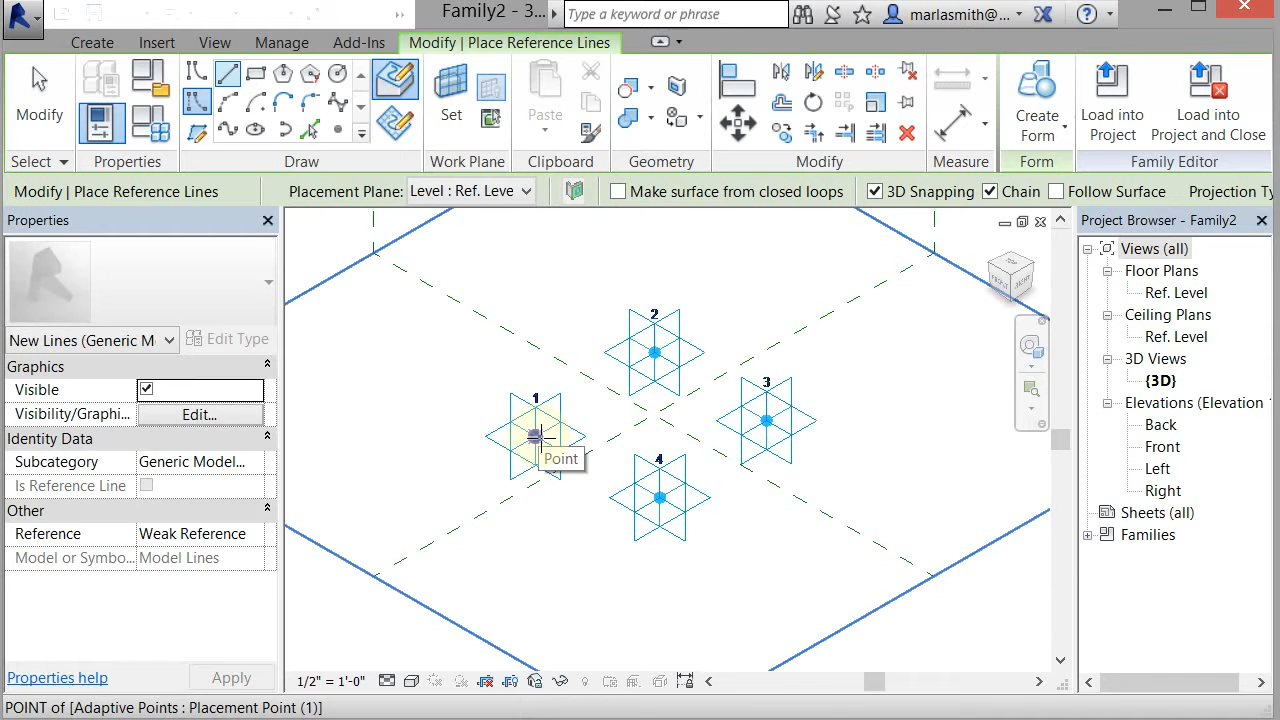 Family2 - 3...
Type a keyword or phrase
marlasmith@...
Create Insert View Manage Add-Ins Modify | Place Reference Lines
Modify
Set
Paste
Create Form
Load into Project
Load into Project and Close
Select Properties Draw Work Plane Clipboard Geometry Modify Measure Form Family Editor
Modify | Place Reference Lines Placement Plane: Level : Ref. Leve Make surface from closed loops 3D Snapping Chain Follow Surface Projection Ty
Properties
New Lines (Generic M Edit Type
Graphics
Visible
Visibility/Graphi... Edit...
Identity Data
Subcategory Generic Model...
Is Reference Line
Other
Reference Weak Reference
Model or Symbo... Model Lines
Properties help Apply
2
3
1
4
Point
TOP
FRONT
RIGHT
1/2" = 1'-0"
Project Browser - Family2
Views (all)
Floor Plans
Ref. Level
Ceiling Plans
Ref. Level
3D Views
{3D}
Elevations (Elevation
Back
Front
Left
Right
Sheets (all)
Families
POINT of [Adaptive Points : Placement Point (1)]